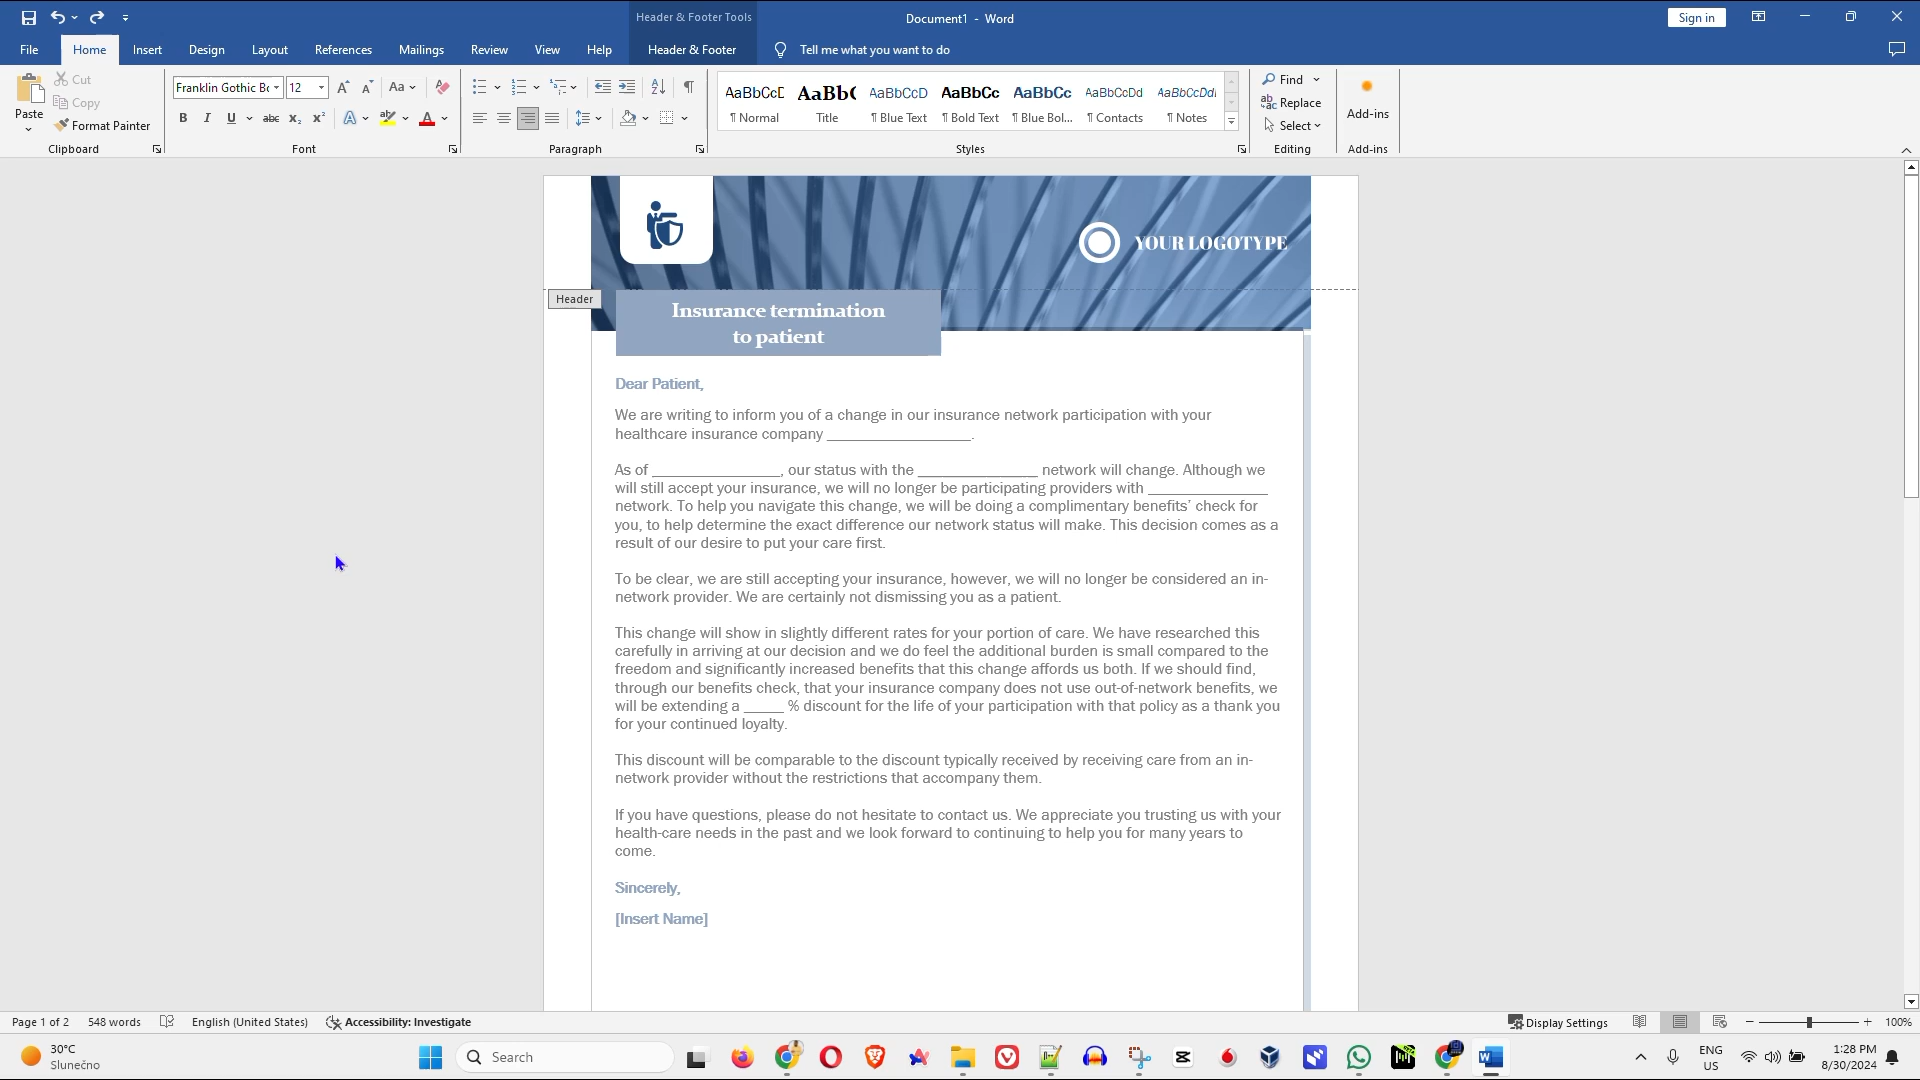 Header & Footer Tools
Document1 - Word
Sign in
File Home Insert Design Layout References Mailings Review View Help Header & Footer Tell me what you want to do
Paste
Cut
Copy
Format Painter
Clipboard
Franklin Gothic Bo 12
Aa
B I U abc x₂ x² A ab A
Font
Paragraph
AaBbCcD AaBb( AaBbCcD AaBbCc AaBbCc AaBbCcDd AaBbCcDdI
¶ Normal Title ¶ Blue Text ¶ Bold Text ¶ Blue Bol... ¶ Contacts ¶ Notes
Styles
Find
Replace
Select
Editing
Add-ins
Add-ins
YOUR LOGOTYPE
Header
Insurance termination
to patient
Dear Patient,
We are writing to inform you of a change in our insurance network participation with your
healthcare insurance company __________________.
As of ________________, our status with the _______________ network will change. Although we
will still accept your insurance, we will no longer be participating providers with _______________
network. To help you navigate this change, we will be doing a complimentary benefits’ check for
you, to help determine the exact difference our network status will make. This decision comes as a
result of our desire to put your care first.
To be clear, we are still accepting your insurance, however, we will no longer be considered an in-
network provider. We are certainly not dismissing you as a patient.
This change will show in slightly different rates for your portion of care. We have researched this
carefully in arriving at our decision and we do feel the additional burden is small compared to the
freedom and significantly increased benefits that this change affords us both. If we should find,
through our benefits check, that your insurance company does not use out-of-network benefits, we
will be extending a _____ % discount for the life of your participation with that policy as a thank you
for your continued loyalty.
This discount will be comparable to the discount typically received by receiving care from an in-
network provider without the restrictions that accompany them.
If you have questions, please do not hesitate to contact us. We appreciate you trusting us with your
health-care needs in the past and we look forward to continuing to help you for many years to
come.
Sincerely,
[Insert Name]
Page 1 of 2 548 words English (United States) Accessibility: Investigate
Display Settings
100%
30°C
Slunečno
Search
ENG
US
1:28 PM
8/30/2024